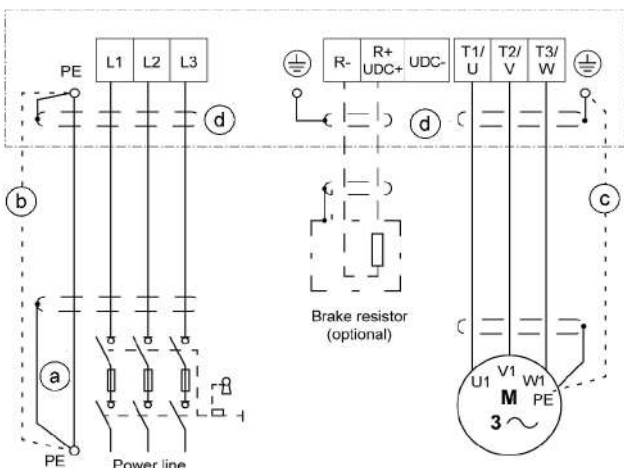 PE
L1 L2 L3
R- R+ UDC+ UDC-
T1/ U T2/ V T3/ W
d
d
b
c
a
Brake resistor
(optional)
U1 V1 W1
M
PE
3
PE
Power line